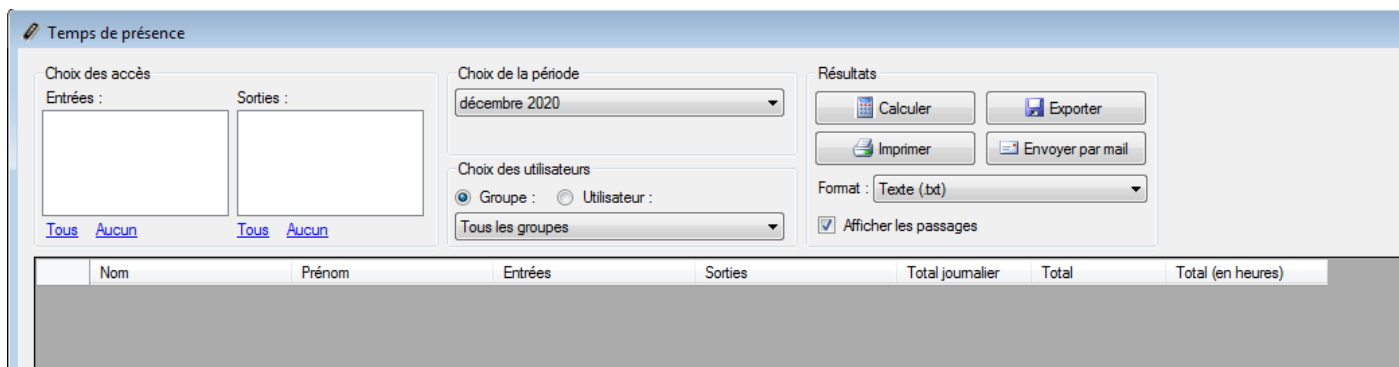 Temps de présence
Choix des accès
Entrées :
Sorties :
Tous Aucun
Tous Aucun
Choix de la période
décembre 2020
Choix des utilisateurs
Groupe : Utilisateur :
Tous les groupes
Résultats
Calculer Exporter
Imprimer Envoyer par mail
Format : Texte (.txt)
Afficher les passages
Nom Prénom Entrées Sorties Total journalier Total Total (en heures)